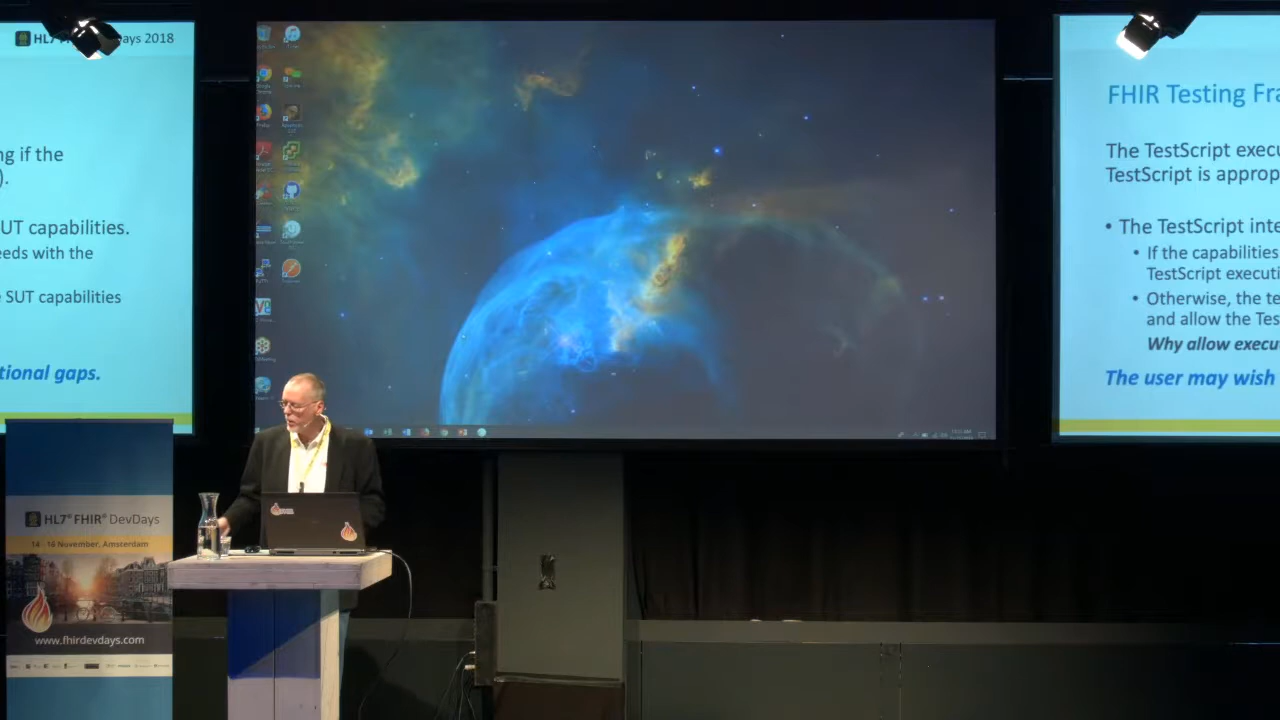 HL7
ays 2018
ng if the
).
SUT capabilities.
eeds with the
SUT capabilities
tional gaps.
FHIR Testing Fra
The TestScript execu
TestScript is approp
• The TestScript inte
• If the capabilities
TestScript executi
• Otherwise, the te
and allow the Tes
Why allow execu
The user may wish
HL7® FHIR® DevDays
14 - 16 November, Amsterdam
www.fhirdevdays.com